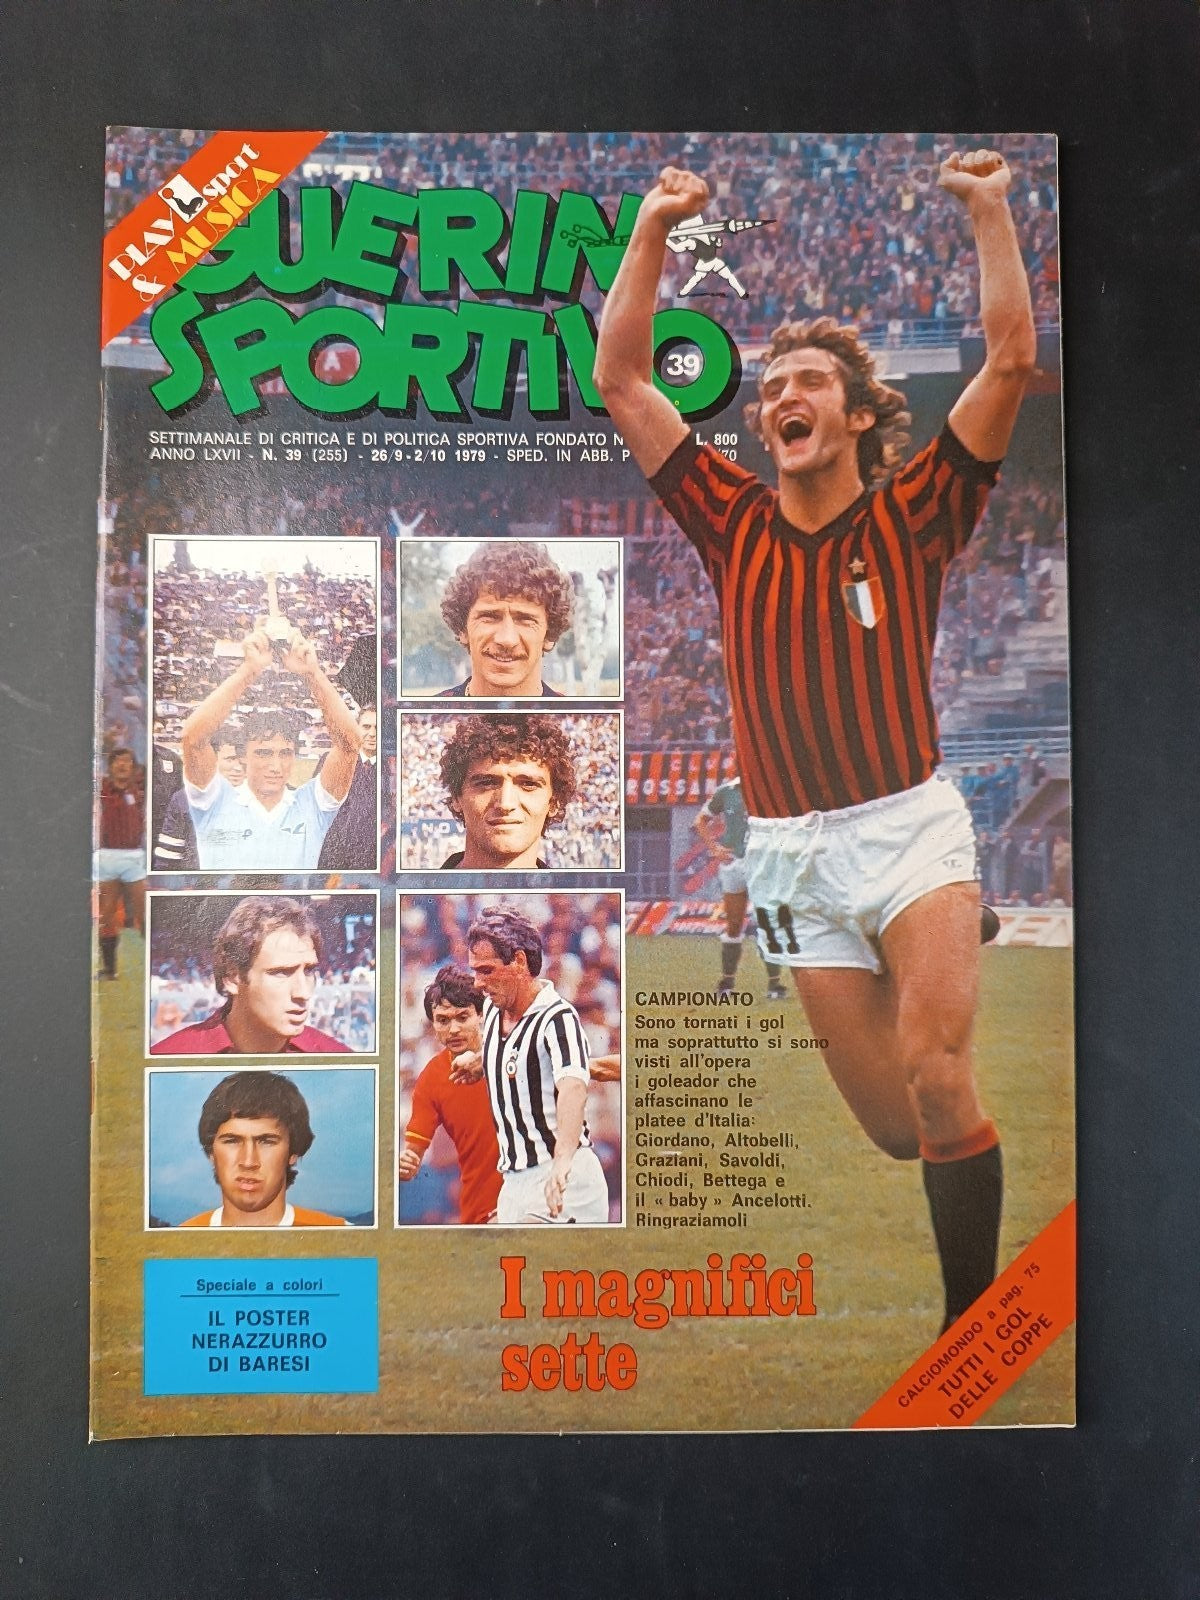 PLAY sport
& MUSICA
GUERIN
SPORTIVO
39
SETTIMANALE DI CRITICA E DI POLITICA SPORTIVA FONDATO N L. 800
ANNO LXVII - N. 39 (255) - 26/9-2/10 1979 - SPED. IN ABB. P /70
A
ROSSON
11
CAMPIONATO
Sono tornati i gol
ma soprattutto si sono
visti all'opera
i goleador che
affascinano le
platee d'Italia:
Giordano, Altobelli,
Graziani, Savoldi,
Chiodi, Bettega e
il « baby » Ancelotti.
Ringraziamoli
I magnifici
sette
Speciale a colori
IL POSTER
NERAZZURRO
DI BARESI
CALCIOMONDO a pag. 75
TUTTI I GOL
DELLE COPPE